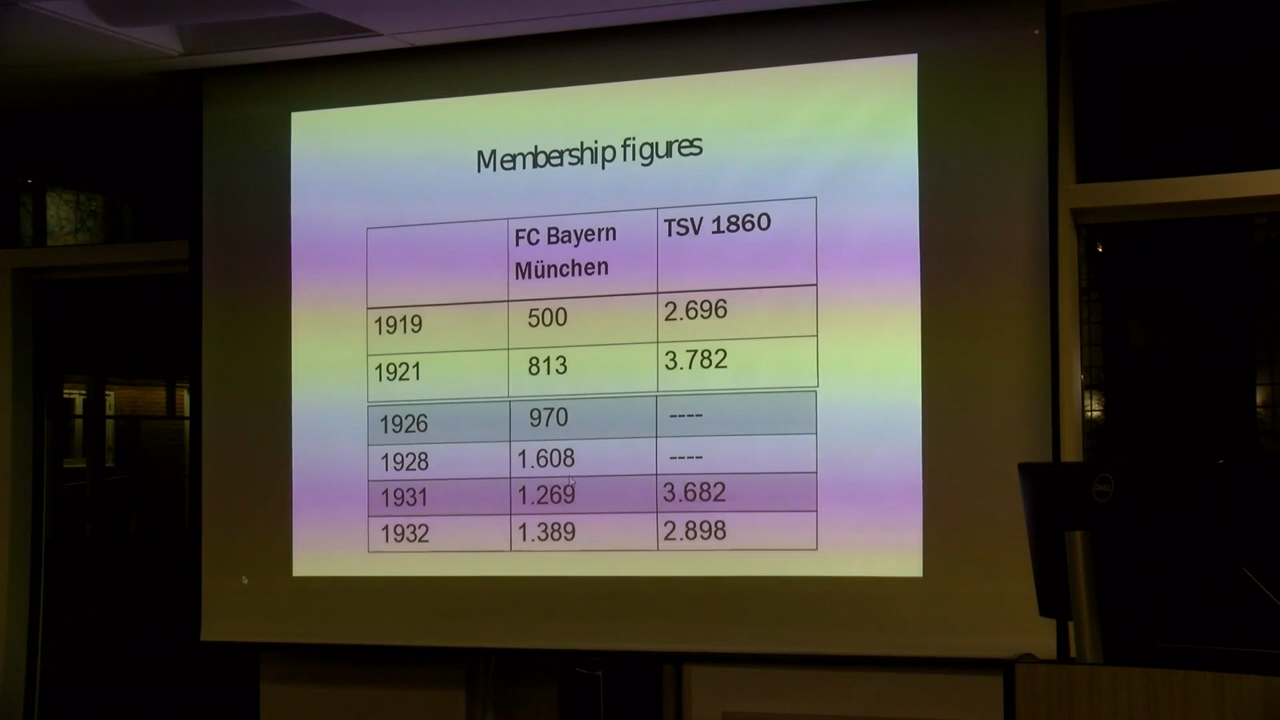 Membership figures
FC Bayern München TSV 1860
1919 500 2.696
1921 813 3.782
1926 970 ----
1928 1.608 ----
1931 1.269 3.682
1932 1.389 2.898
DELL